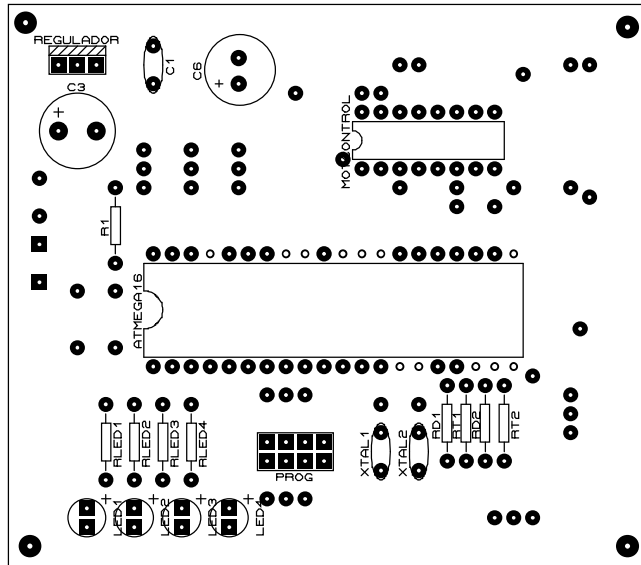 REGULADOR
C1
C6
+
C3
+
MOTCONTROL
R1
ATMEGA16
RLED1
RLED2
RLED3
RLED4
XTAL1
XTAL2
RD1
RT1
RD2
RT2
PROG
+
LED1
+
LED2
+
LED3
+
LED4